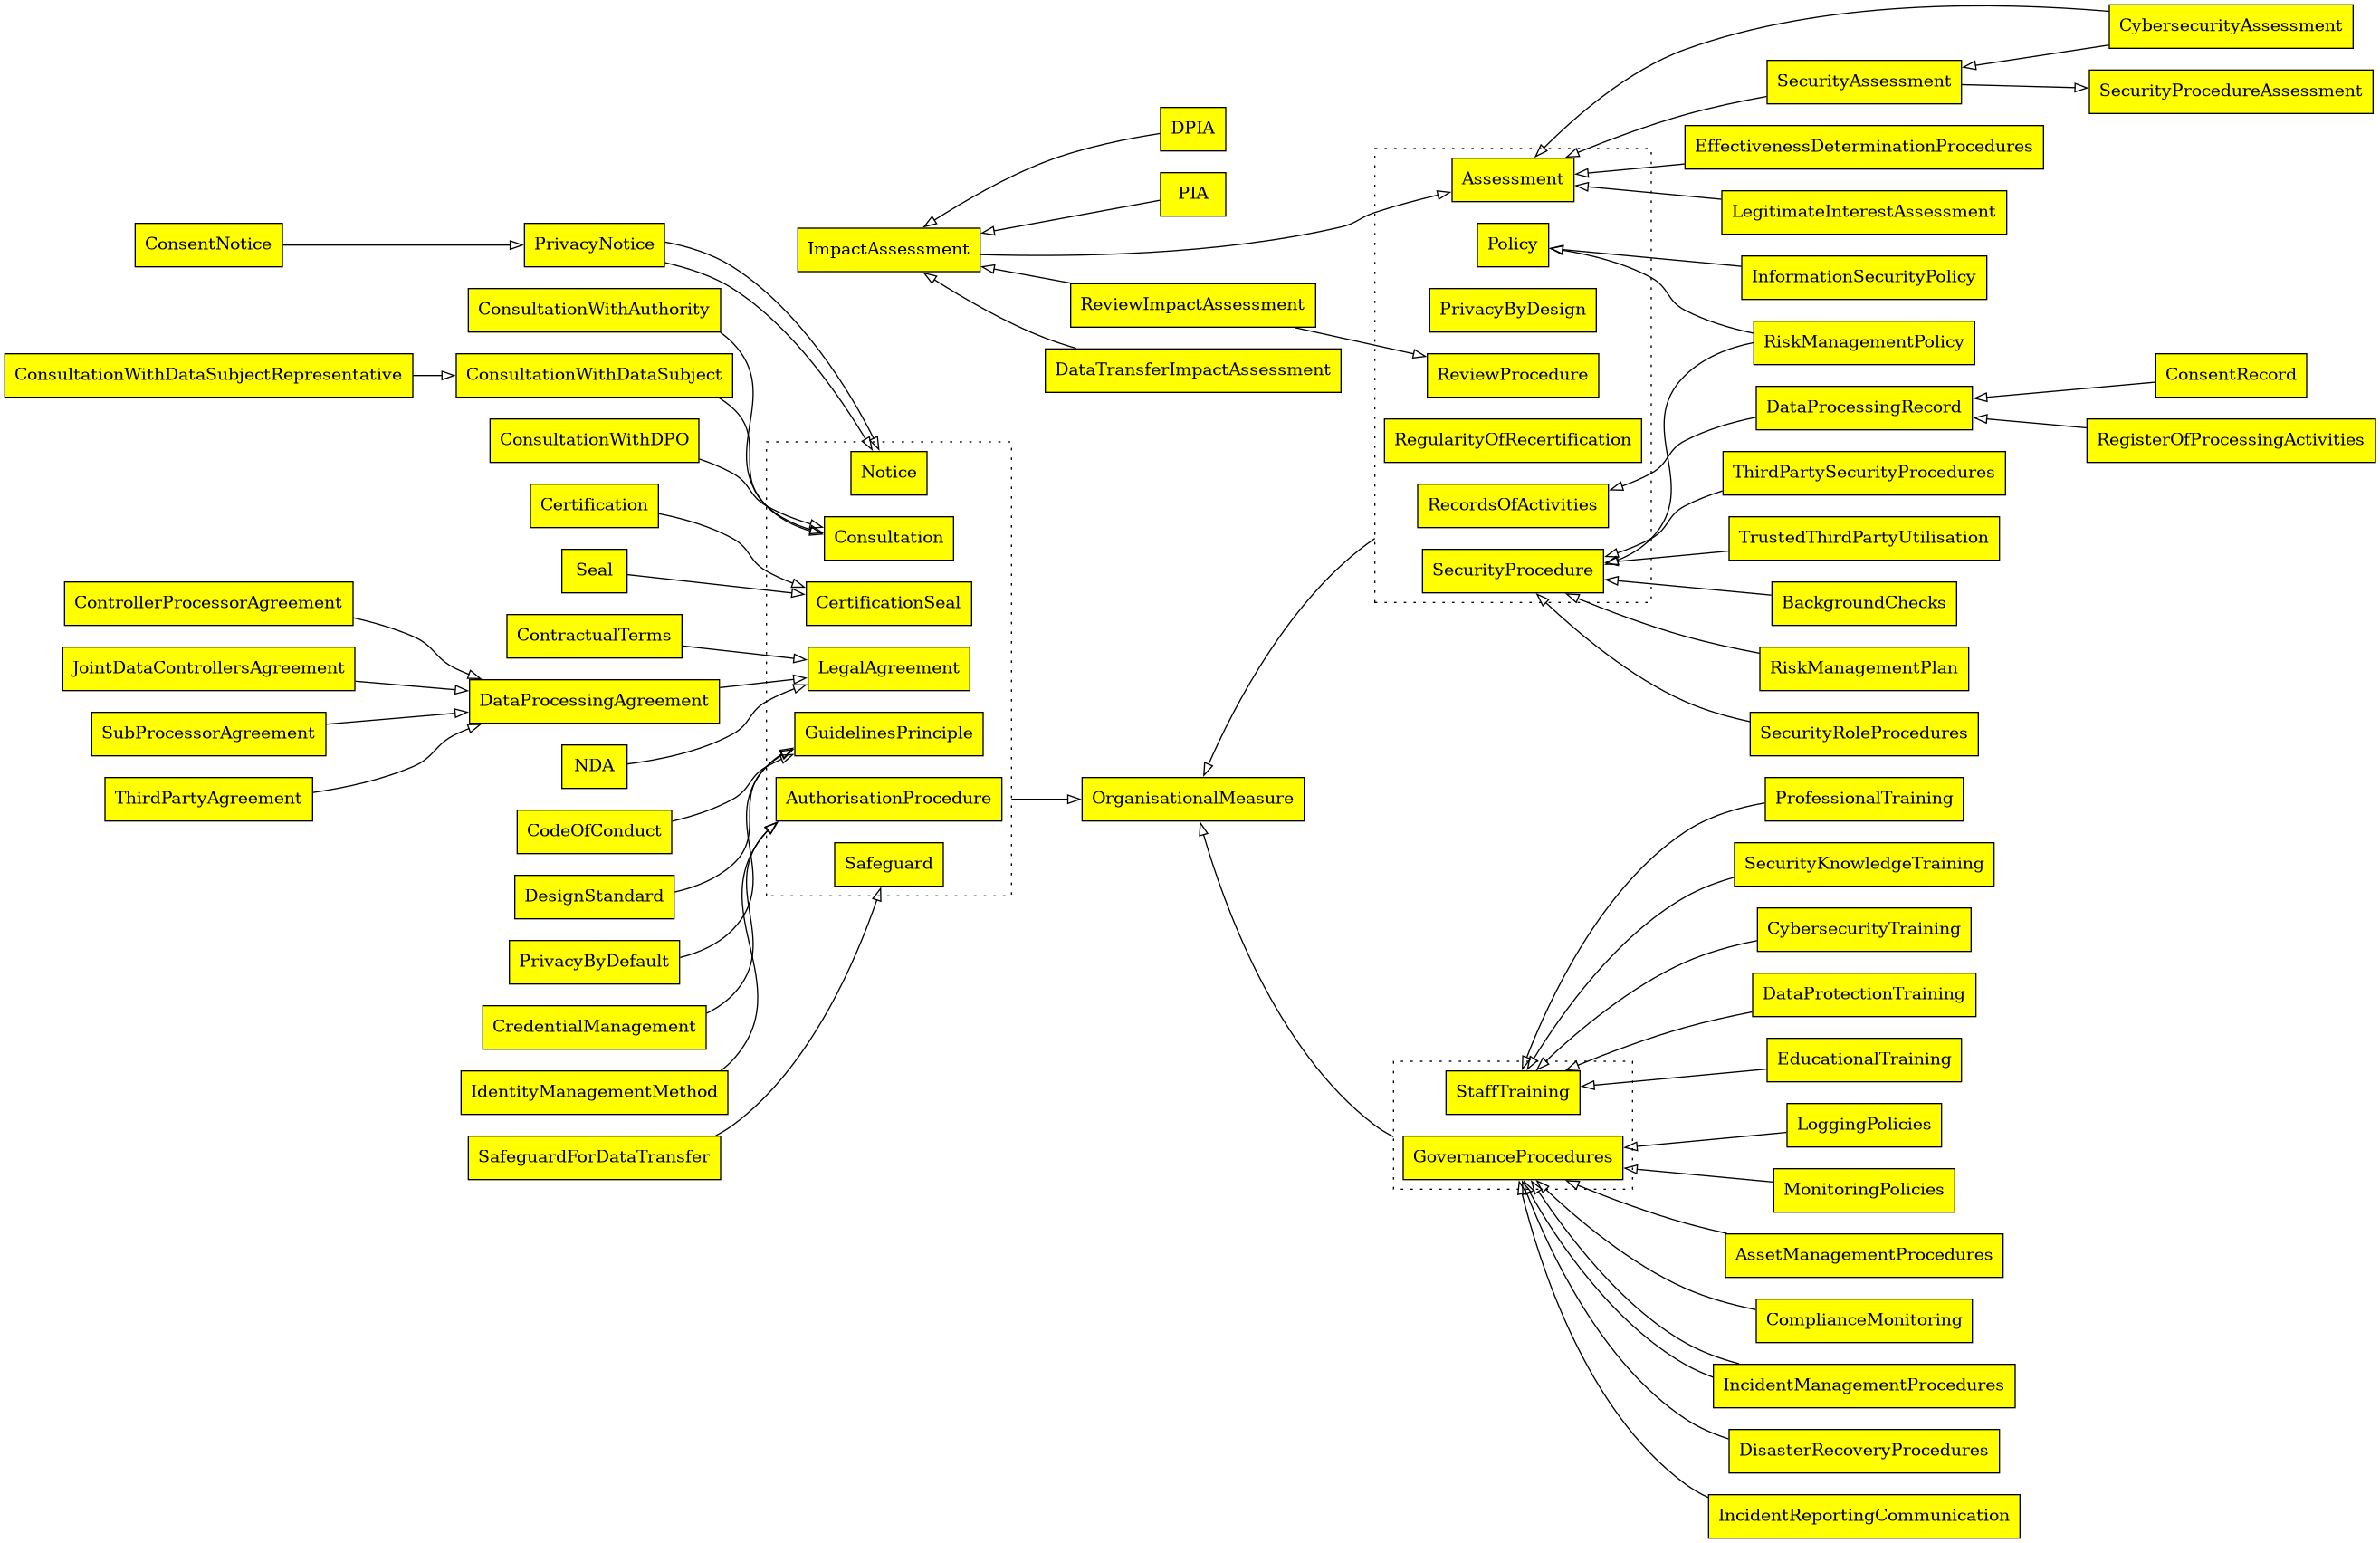 CybersecurityAssessment
SecurityAssessment
SecurityProcedureAssessment
DPIA
EffectivenessDeterminationProcedures
Assessment
PIA
LegitimateInterestAssessment
ConsentNotice
PrivacyNotice
ImpactAssessment
Policy
InformationSecurityPolicy
ConsultationWithAuthority
ReviewImpactAssessment
PrivacyByDesign
RiskManagementPolicy
ConsultationWithDataSubjectRepresentative
ConsultationWithDataSubject
DataTransferImpactAssessment
ReviewProcedure
DataProcessingRecord
ConsentRecord
ConsultationWithDPO
RegularityOfRecertification
RegisterOfProcessingActivities
Notice
ThirdPartySecurityProcedures
Certification
RecordsOfActivities
Consultation
TrustedThirdPartyUtilisation
Seal
SecurityProcedure
ControllerProcessorAgreement
CertificationSeal
BackgroundChecks
ContractualTerms
JointDataControllersAgreement
LegalAgreement
RiskManagementPlan
DataProcessingAgreement
SubProcessorAgreement
GuidelinesPrinciple
SecurityRoleProcedures
NDA
ThirdPartyAgreement
AuthorisationProcedure
OrganisationalMeasure
ProfessionalTraining
CodeOfConduct
Safeguard
SecurityKnowledgeTraining
DesignStandard
CybersecurityTraining
PrivacyByDefault
DataProtectionTraining
CredentialManagement
EducationalTraining
IdentityManagementMethod
StaffTraining
LoggingPolicies
SafeguardForDataTransfer
GovernanceProcedures
MonitoringPolicies
AssetManagementProcedures
ComplianceMonitoring
IncidentManagementProcedures
DisasterRecoveryProcedures
IncidentReportingCommunication